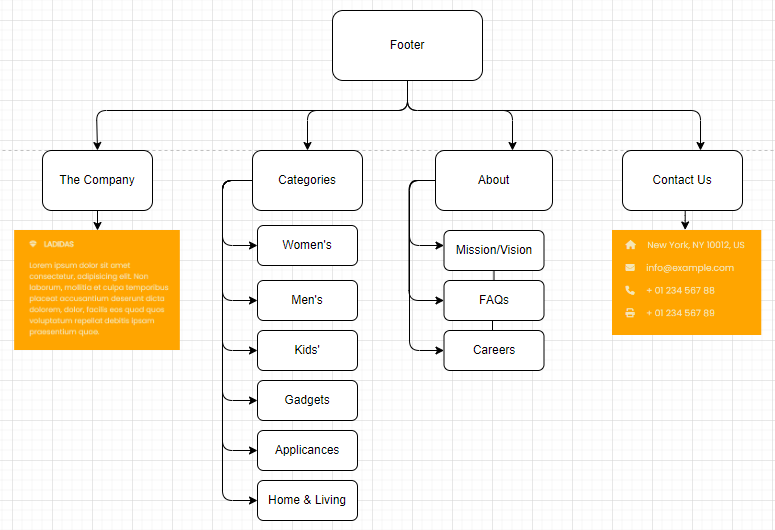 Footer
The Company
Categories
About
Contact Us
LADIDAS
Lorem ipsum dolor sit amet
consectetur, adipisicing elit. Non
laborum, mollitia et culpa temporibus
placeat accusantium deserunt dicta
dolorem, dolor, facilis eos quod quos
voluptatum repellat debitis ipsam
praesentium quos.
Women's
Men's
Kids'
Gadgets
Applicances
Home & Living
Mission/Vision
FAQs
Careers
New York, NY 10012, US
info@example.com
+ 01 234 567 88
+ 01 234 567 89